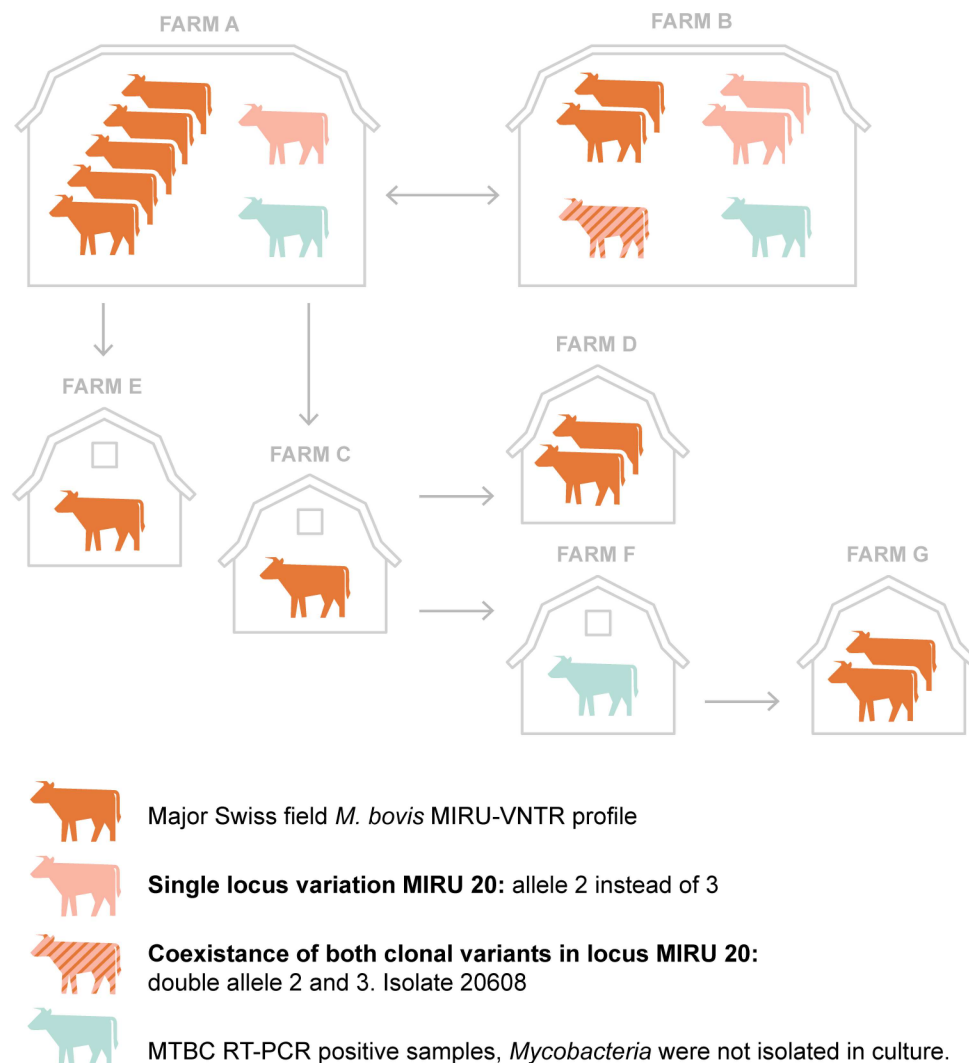 FARM A
FARM B
FARM D
FARM E
FARM C
FARM F
FARM G
Major Swiss field M. bovis MIRU-VNTR profile
Single locus variation MIRU 20: allele 2 instead of 3
Coexistance of both clonal variants in locus MIRU 20:
double allele 2 and 3. Isolate 20608
MTBC RT-PCR positive samples, Mycobacteria were not isolated in culture.